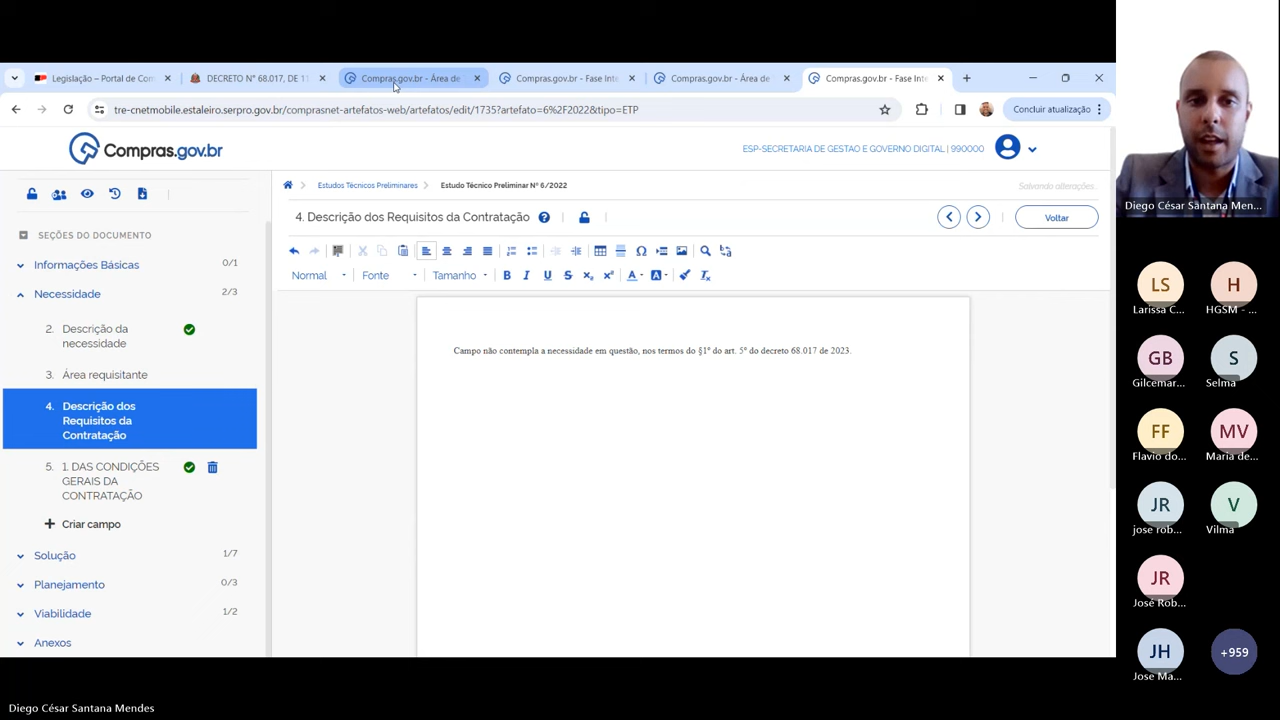 Legislação – Portal de Com
DECRETO N° 68.017, DE 1
Compras.gov.br - Área de
Compras.gov.br - Fase Inte
Compras.gov.br - Área de
Compras.gov.br - Fase Inte
tre-cnetmobile.estaleiro.serpro.gov.br/comprasnet-artefatos-web/artefatos/edit/1735?artefato=6%2F2022&tipo=ETP
Concluir atualização
Compras.gov.br
ESP-SECRETARIA DE GESTAO E GOVERNO DIGITAL | 990000
Estudos Técnicos Preliminares
Estudo Técnico Preliminar Nº 6/2022
Salvando alterações.
4. Descrição dos Requisitos da Contratação
Voltar
Normal
Fonte
Tamanho
SEÇÕES DO DOCUMENTO
Informações Básicas 0/1
Necessidade 2/3
2. Descrição da
necessidade
3. Área requisitante
4. Descrição dos
Requisitos da
Contratação
5. 1. DAS CONDIÇÕES
GERAIS DA
CONTRATAÇÃO
Criar campo
Solução 1/7
Planejamento 0/3
Viabilidade 1/2
Anexos
Campo não contempla a necessidade em questão, nos termos do §1º do art. 5º do decreto 68.017 de 2023.
Diego César Santana Men...
LS
Larissa C...
H
HGSM - ...
GB
Gilcemar...
S
Selma
FF
Flavio do...
MV
Maria de...
JR
jose rob...
V
Vilma
JR
José Rob...
JH
Jose Ma...
+959
Diego César Santana Mendes